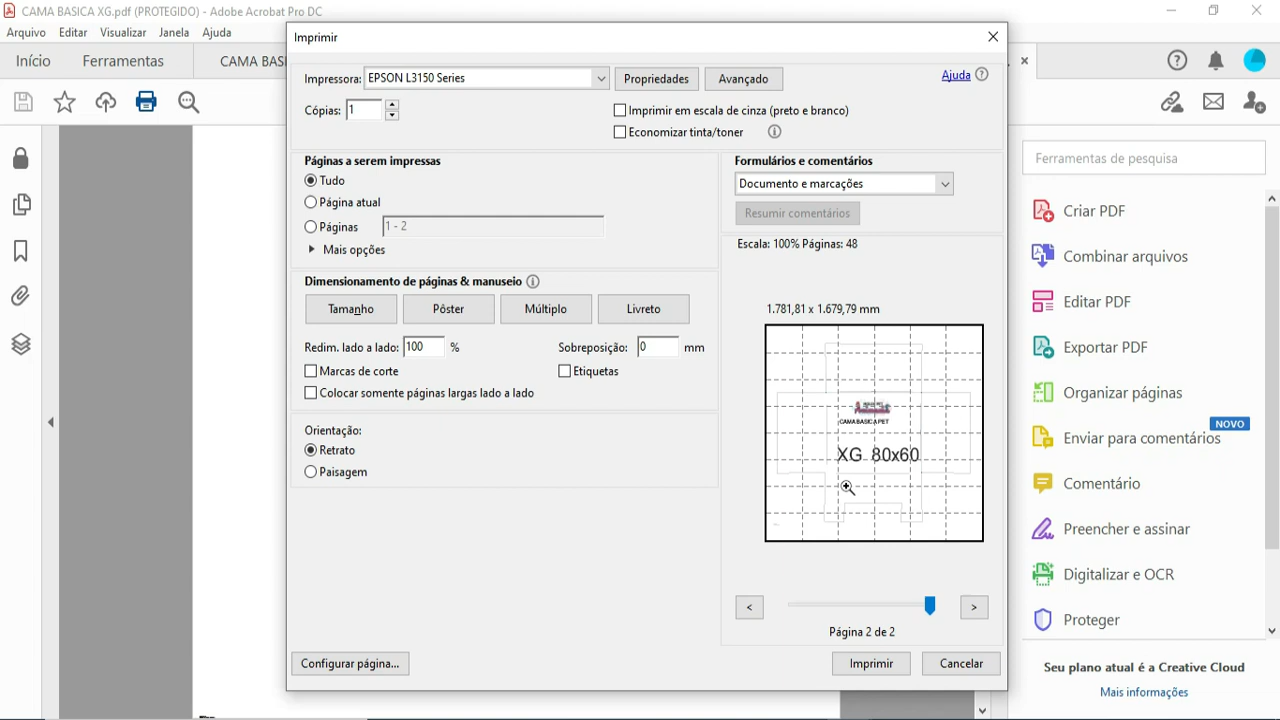 CAMA BASICA XG.pdf (PROTEGIDO) - Adobe Acrobat Pro DC
Arquivo Editar Visualizar Janela Ajuda
Início Ferramentas CAMA BAS
Imprimir
Impressora: EPSON L3150 Series Propriedades Avançado Ajuda
Cópias: 1 Imprimir em escala de cinza (preto e branco)
Economizar tinta/toner
Páginas a serem impressas
Tudo
Página atual
Páginas 1 - 2
Mais opções
Formulários e comentários
Documento e marcações
Resumir comentários
Escala: 100% Páginas: 48
Dimensionamento de páginas & manuseio
Tamanho Pôster Múltiplo Livreto
Redim. lado a lado: 100 % Sobreposição: 0 mm
Marcas de corte Etiquetas
Colocar somente páginas largas lado a lado
Orientação:
Retrato
Paisagem
1.781,81 x 1.679,79 mm
CAMA BASICA PET
XG 80x60
< >
Página 2 de 2
Configurar página... Imprimir Cancelar
Ferramentas de pesquisa
Criar PDF
Combinar arquivos
Editar PDF
Exportar PDF
Organizar páginas
NOVO
Enviar para comentários
Comentário
Preencher e assinar
Digitalizar e OCR
Proteger
Seu plano atual é a Creative Cloud
Mais informações